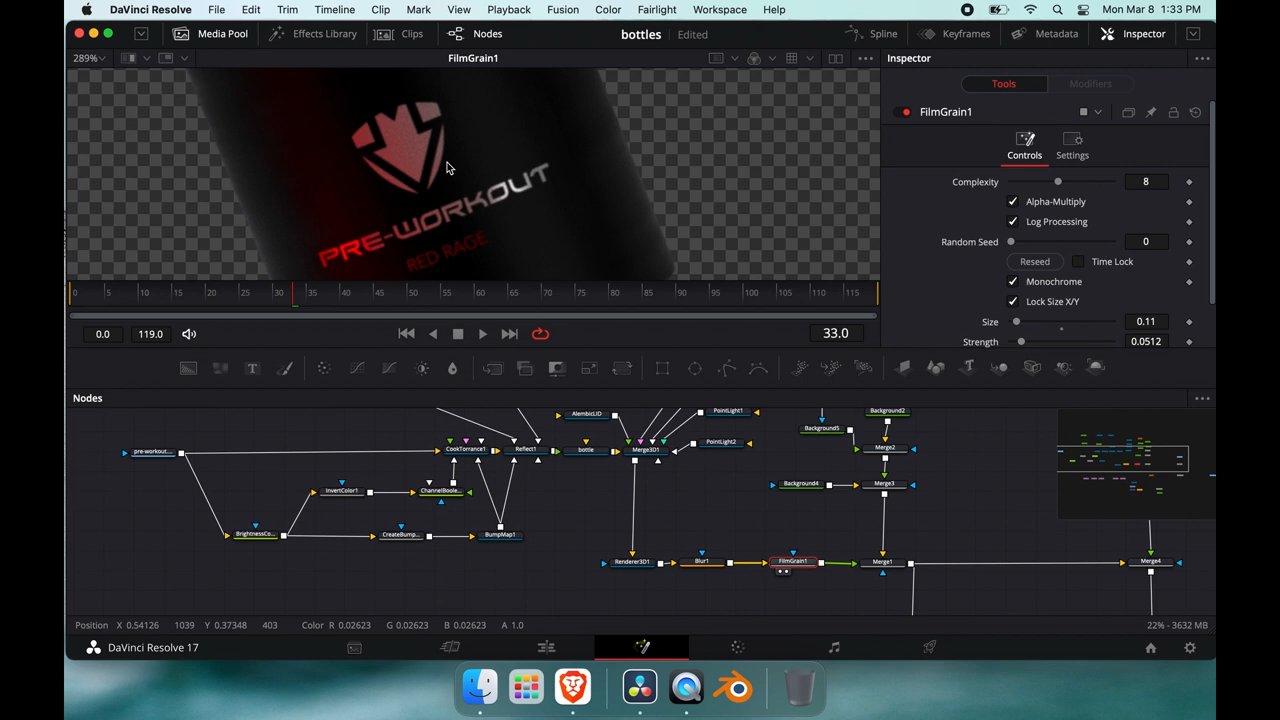 DaVinci Resolve File Edit Trim Timeline Clip Mark View Playback Fusion Color Fairlight Workspace Help Mon Mar 8 1:33 PM
Media Pool Effects Library Clips Nodes bottles Edited Spline Keyframes Metadata Inspector
289% FilmGrain1 Inspector
Tools Modifiers
FilmGrain1
Controls Settings
PRE-WORKOUT
RED RAGE
Complexity 8
Alpha-Multiply
Log Processing
Random Seed 0
Reseed Time Lock
Monochrome
Lock Size X/Y
Size 0.11
Strength 0.0512
0 5 10 15 20 25 30 35 40 45 50 55 60 65 70 75 80 85 90 95 100 105 110 115
0.0 119.0 33.0
Nodes
AlembicLID PointLight1 Background2
Background5
pre-workout... CookTorrance1 Reflect1 bottle Merge3D1 PointLight2 Merge2
InvertColor1 ChannelBoole... Background4 Merge3
BrightnessCo... CreateBump... BumpMap1
Renderer3D1 Blur1 FilmGrain1 Merge1 Merge4
Position X 0.54126 1039 Y 0.37348 403 Color R 0.02623 G 0.02623 B 0.02623 A 1.0 22% - 3632 MB
DaVinci Resolve 17